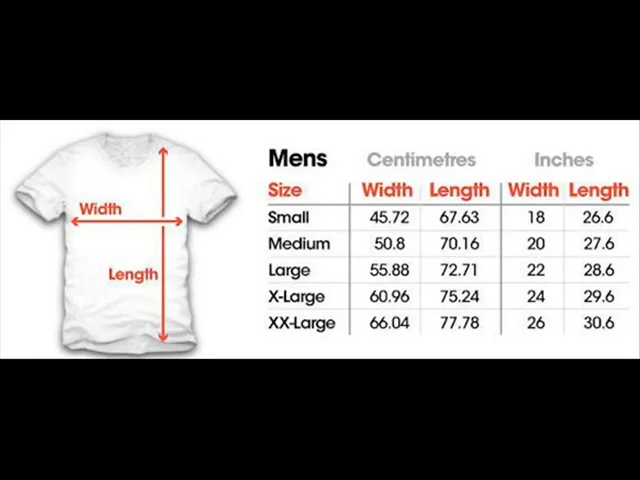 Mens Centimetres Inches
Size Width Length Width Length
Small 45.72 67.63 18 26.6
Medium 50.8 70.16 20 27.6
Large 55.88 72.71 22 28.6
X-Large 60.96 75.24 24 29.6
XX-Large 66.04 77.78 26 30.6
Width
Length